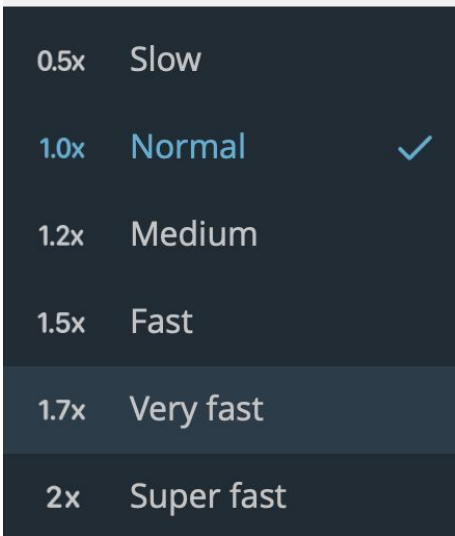 0.5x Slow
1.0x Normal
1.2x Medium
1.5x Fast
1.7x Very fast
2x Super fast